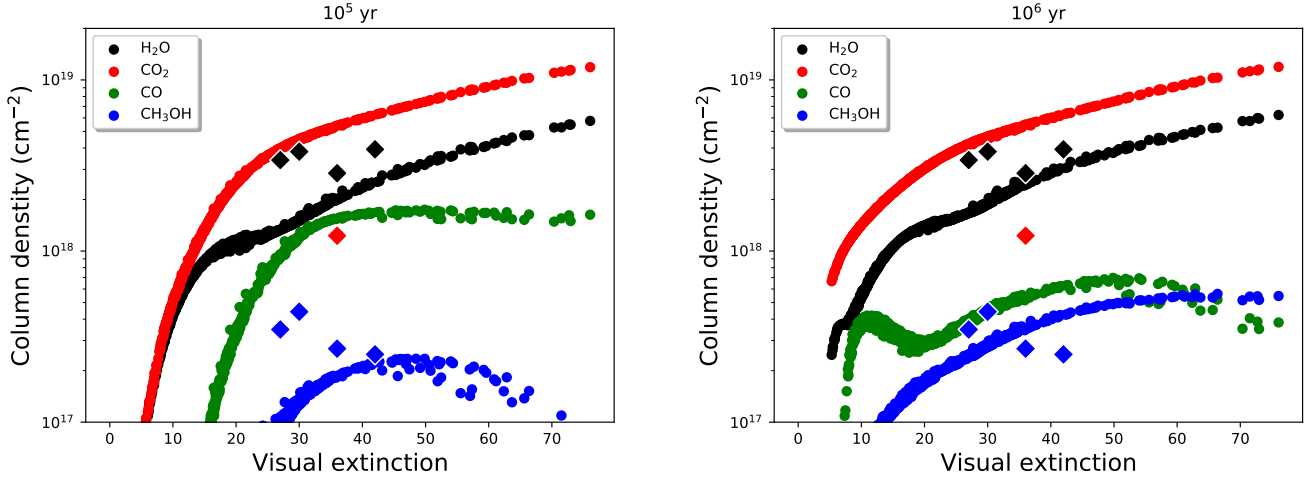 10⁵ yr
H₂O
CO₂
CO
CH₃OH
10¹⁹
10¹⁸
10¹⁷
Column denstity (cm⁻²)
0 10 20 30 40 50 60 70
Visual extinction
10⁶ yr
H₂O
CO₂
CO
CH₃OH
10¹⁹
10¹⁸
10¹⁷
Column denstity (cm⁻²)
0 10 20 30 40 50 60 70
Visual extinction